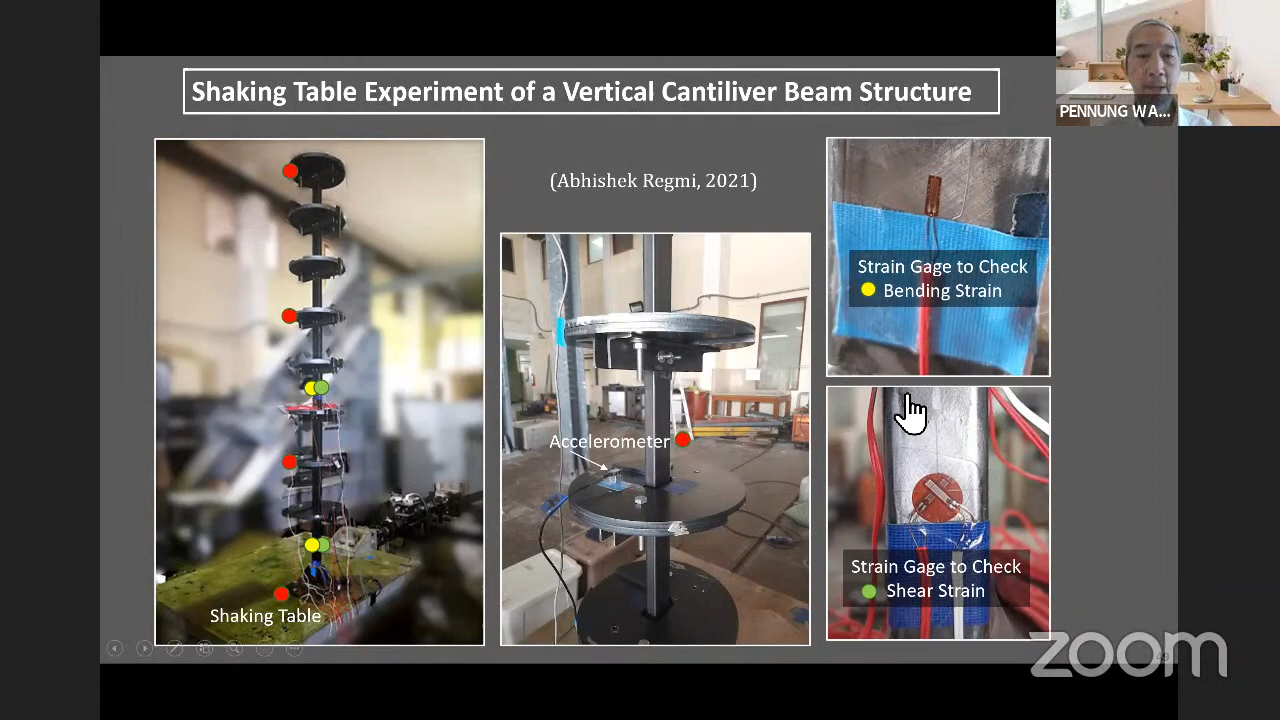 Shaking Table Experiment of a Vertical Cantiliver Beam Structure
PENNUNG WA...
(Abhishek Regmi, 2021)
Strain Gage to Check
Bending Strain
Accelerometer
Strain Gage to Check
Shear Strain
Shaking Table
zoom
49